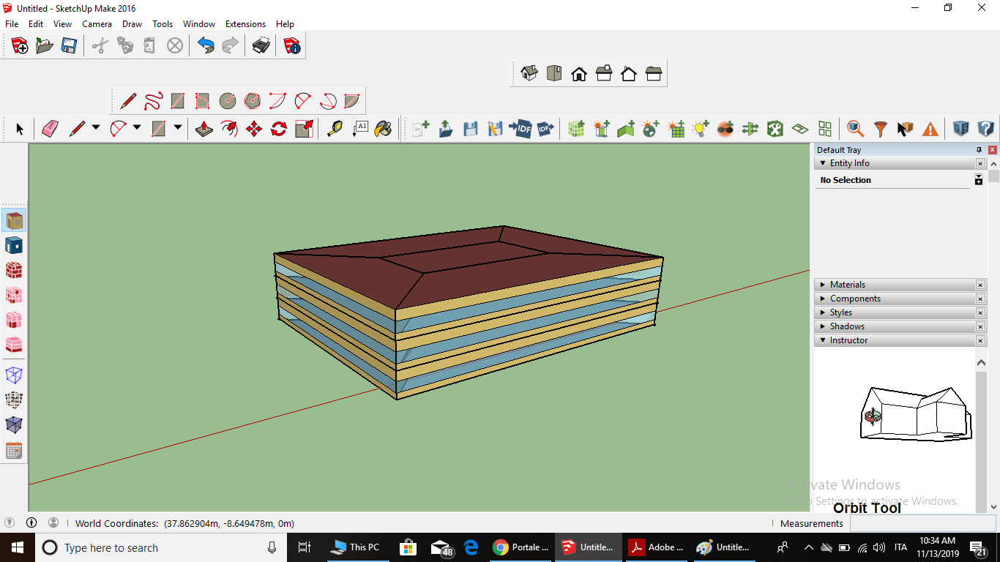 Untitled - SketchUp Make 2016
File Edit View Camera Draw Tools Window Extensions Help
A1
IDF IDF+
Default Tray
Entity Info
No Selection
Materials
Components
Styles
Shadows
Instructor
Activate Windows
Go to Settings to activate Windows.
Orbit Tool
World Coordinates: (37.862904m, -8.649478m, 0m)
Measurements
Type here to search
This PC
48
Portale ...
Untitle...
Adobe ...
Untitle...
ITA
10:34 AM
11/13/2019
21